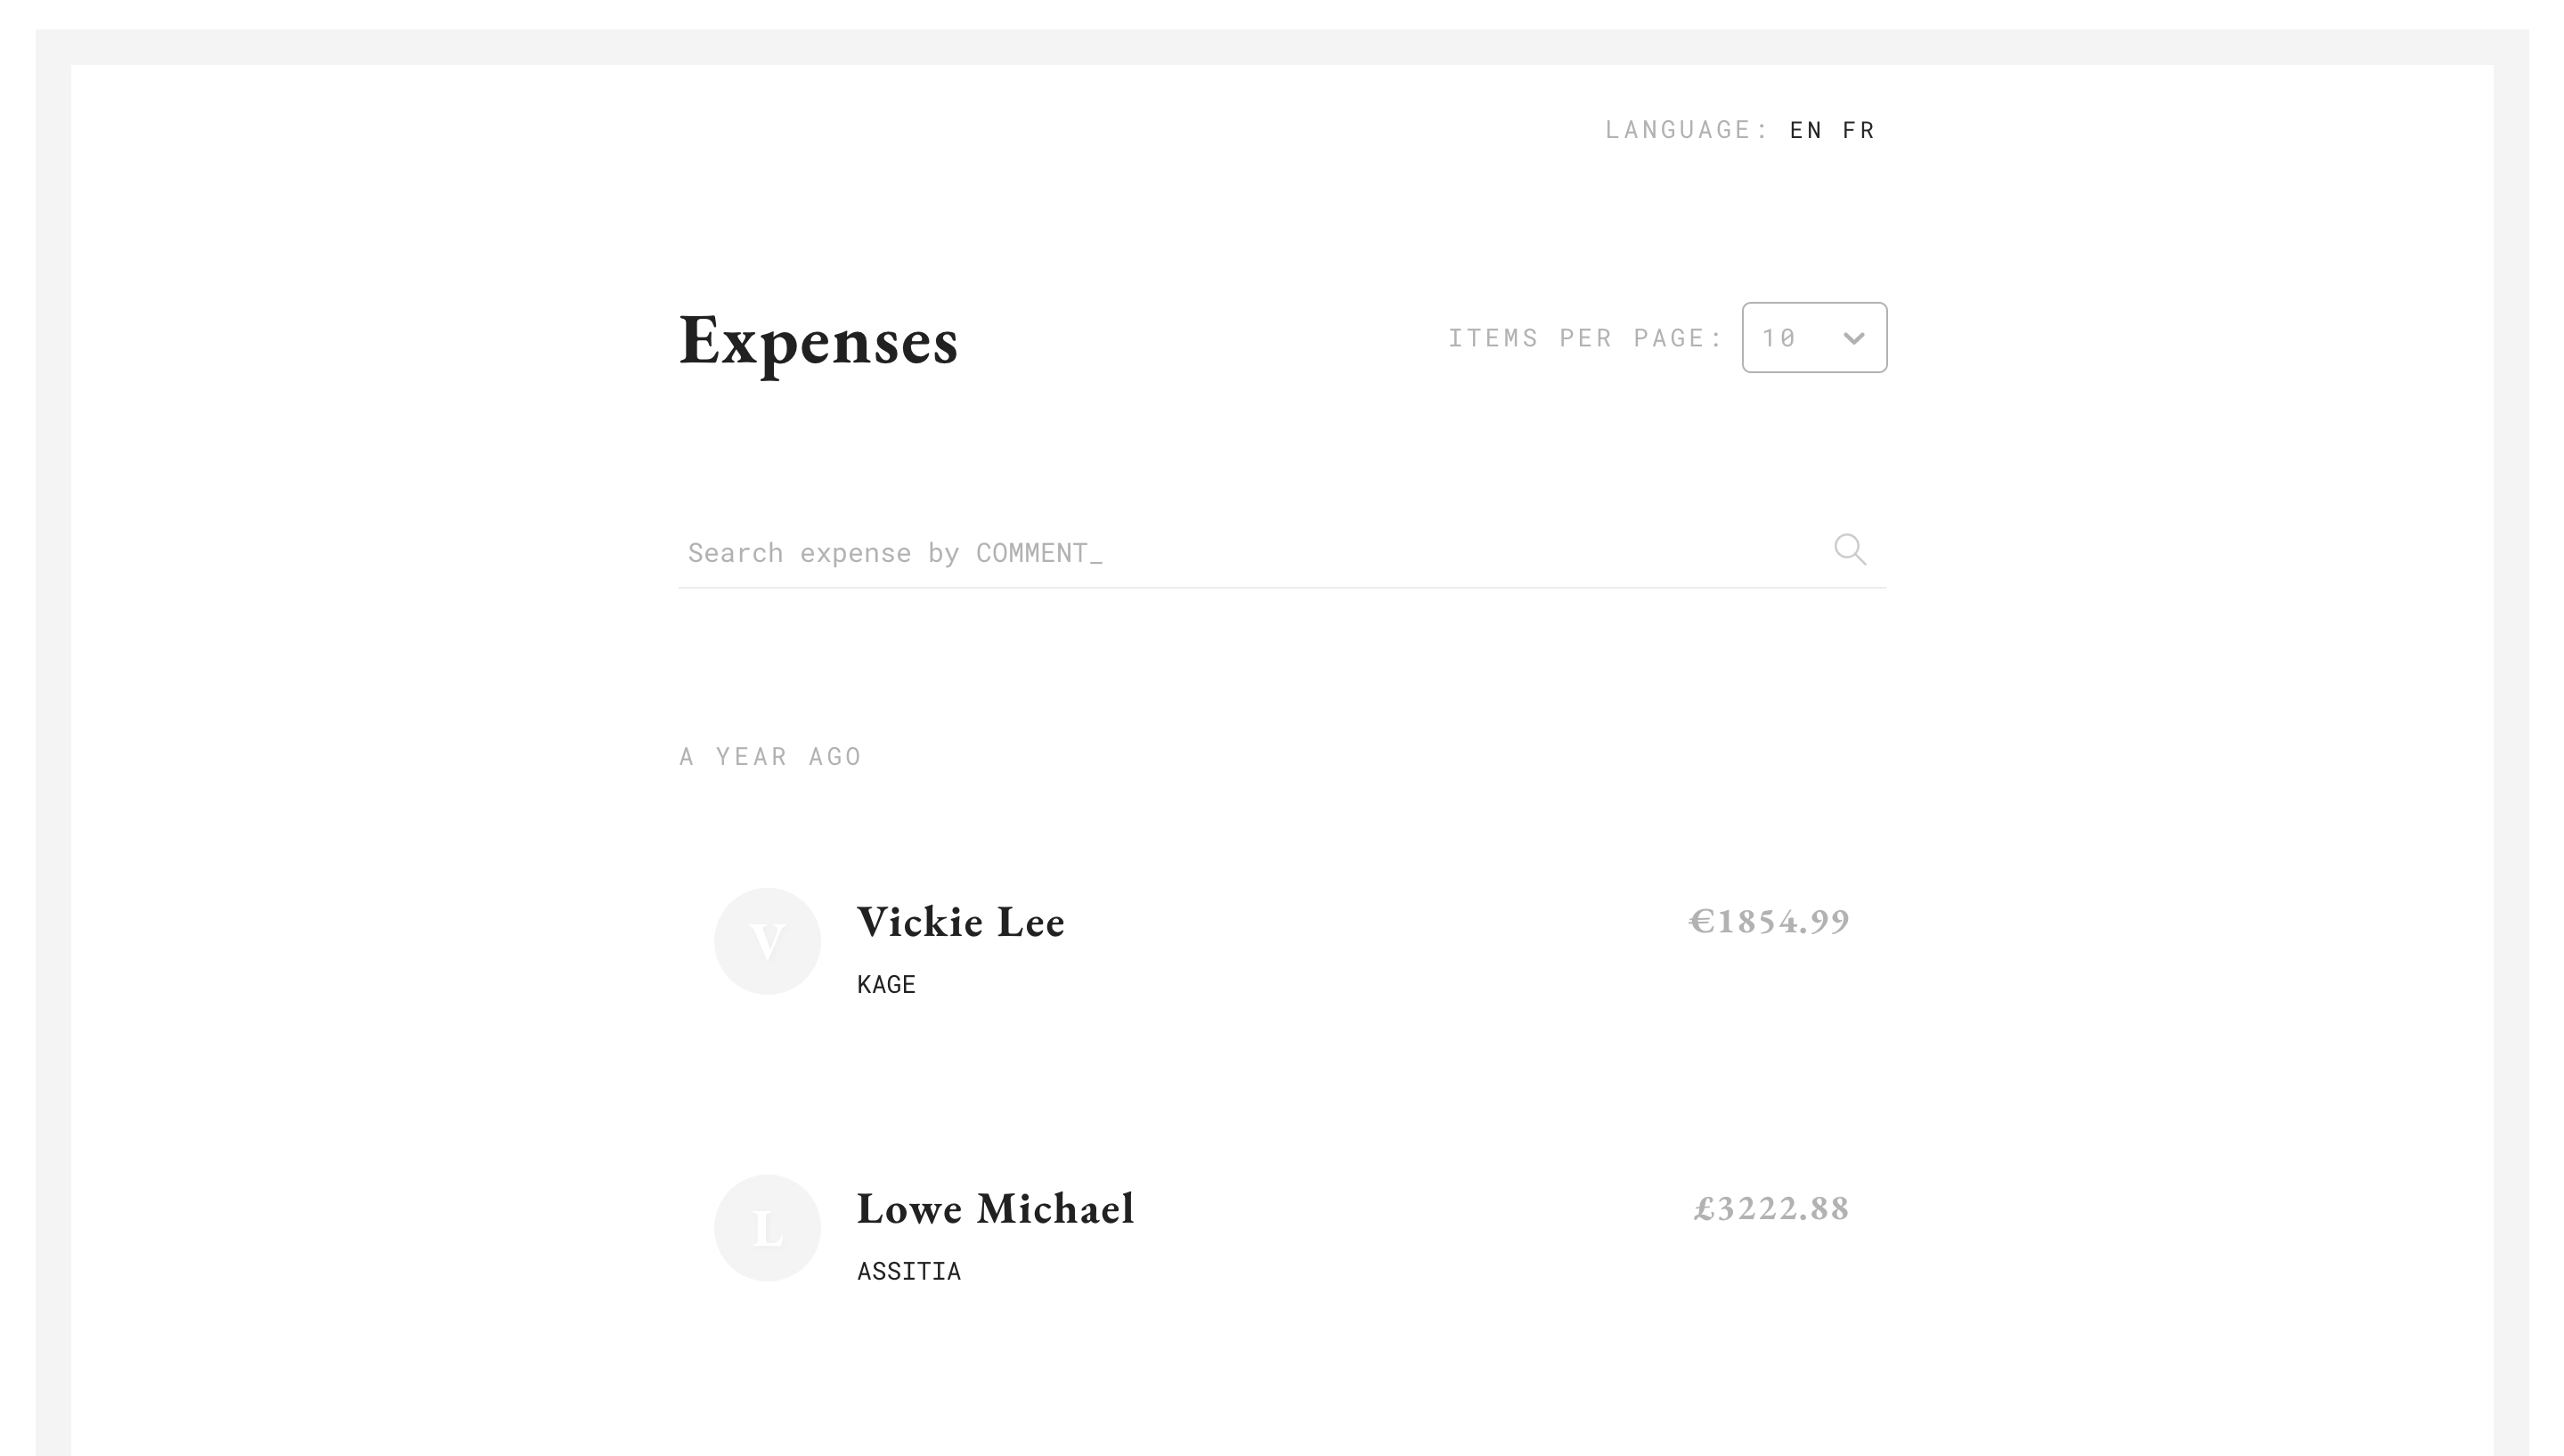 LANGUAGE: EN FR
Expenses
ITEMS PER PAGE: 10
Search expense by COMMENT_
A YEAR AGO
V
Vickie Lee
€1854.99
KAGE
L
Lowe Michael
£3222.88
ASSITIA